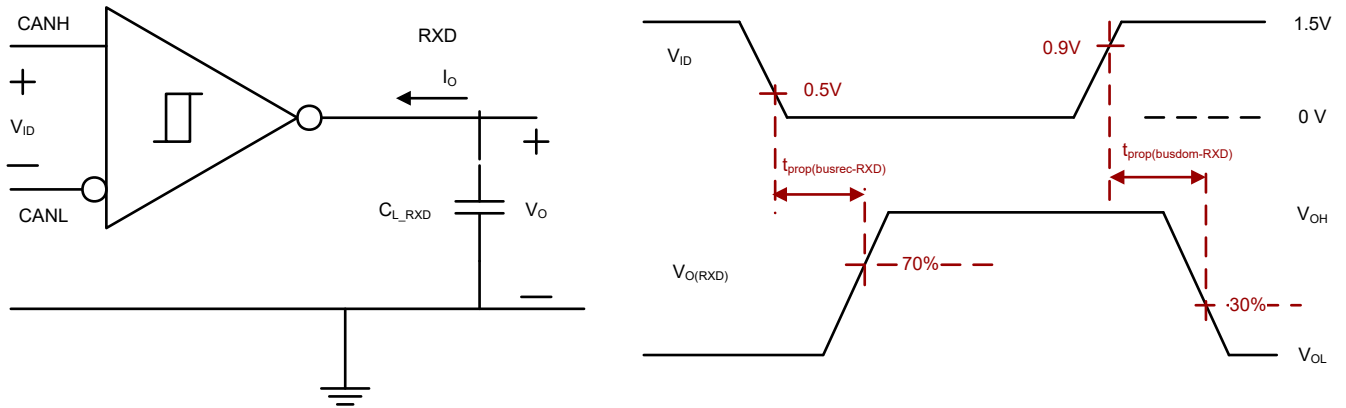 CANH
+
V_ID
—
CANL
RXD
I_O
C_L_RXD
+
V_O
—
V_ID
0.5V
0.9V
1.5V
0 V
t_prop(busrec-RXD)
t_prop(busdom-RXD)
V_O(RXD)
70%
30%
V_OH
V_OL